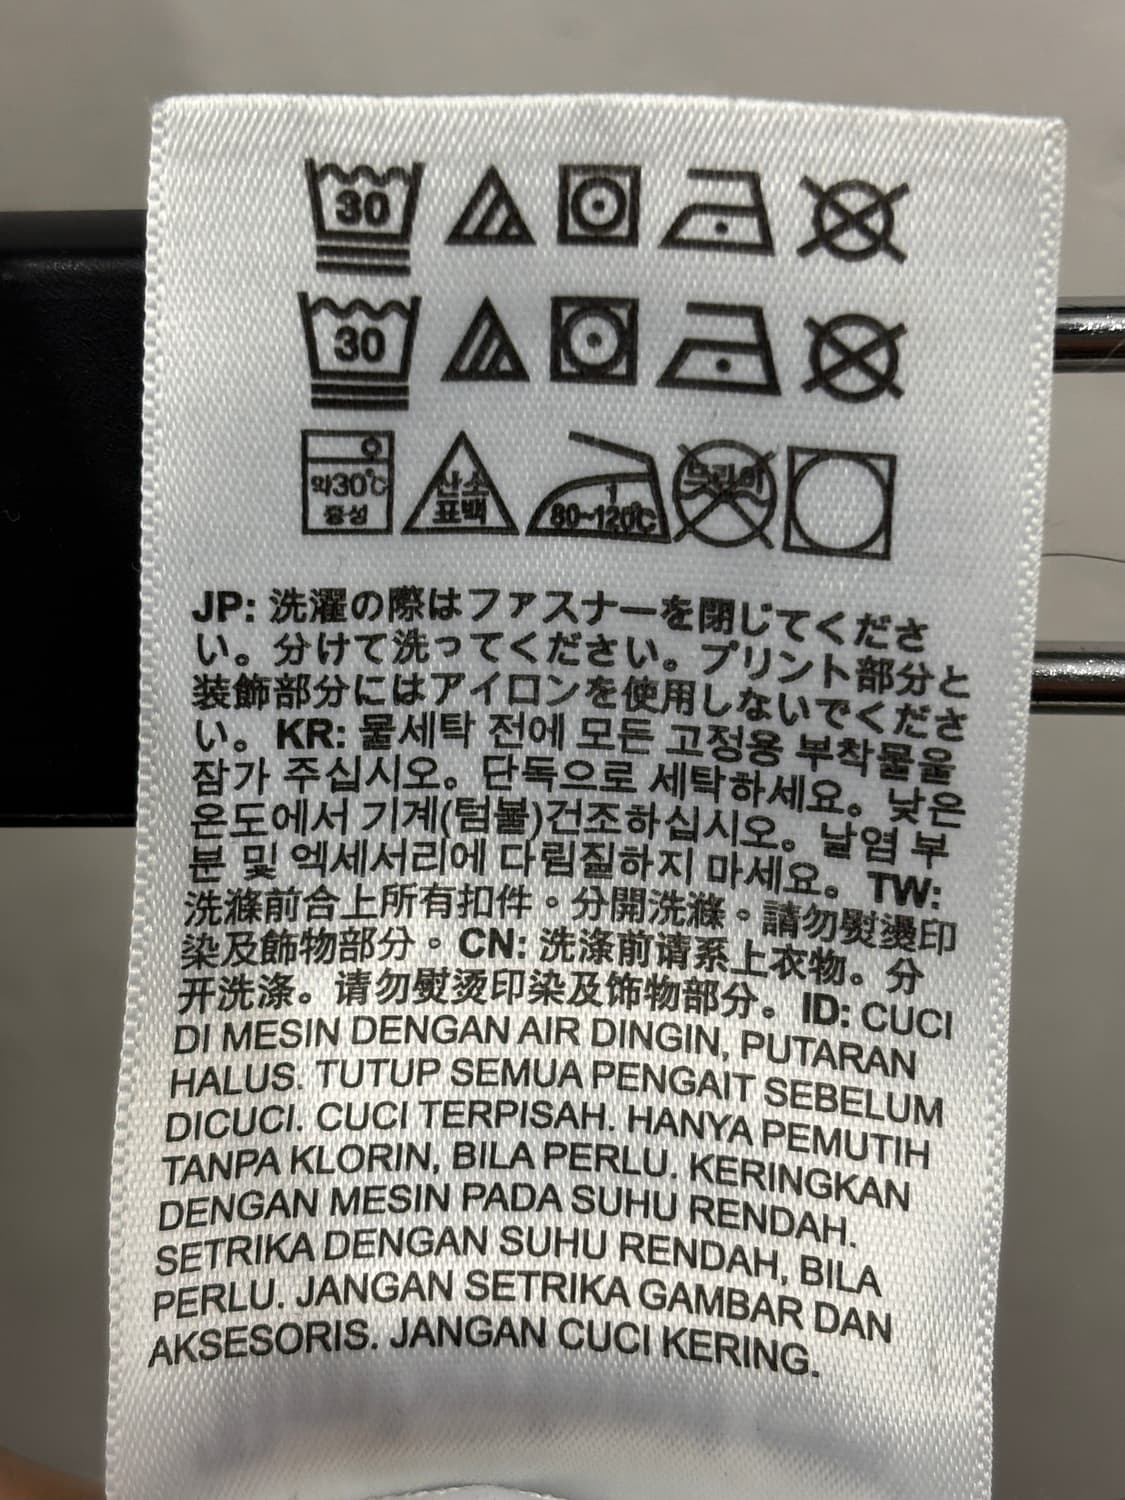 30
30
약30℃
중성
산소
표백
80~120℃
드라이
JP: 洗濯の際はファスナーを閉じてくださ
い。分けて洗ってください。プリント部分と
装飾部分にはアイロンを使用しないでくださ
い。KR: 물세탁 전에 모든 고정용 부착물을
잠가 주십시오。단독으로 세탁하세요。낮은
온도에서 기계(텀블)건조하십시오。날염 부
분 및 엑세서리에 다림질하지 마세요。TW:
洗滌前合上所有扣件。分開洗滌。請勿熨燙印
染及飾物部分。CN: 洗涤前请系上衣物。分
开洗涤。请勿熨烫印染及饰物部分。ID: CUCI
DI MESIN DENGAN AIR DINGIN, PUTARAN
HALUS. TUTUP SEMUA PENGAIT SEBELUM
DICUCI. CUCI TERPISAH. HANYA PEMUTIH
TANPA KLORIN, BILA PERLU. KERINGKAN
DENGAN MESIN PADA SUHU RENDAH.
SETRIKA DENGAN SUHU RENDAH, BILA
PERLU. JANGAN SETRIKA GAMBAR DAN
AKSESORIS. JANGAN CUCI KERING.